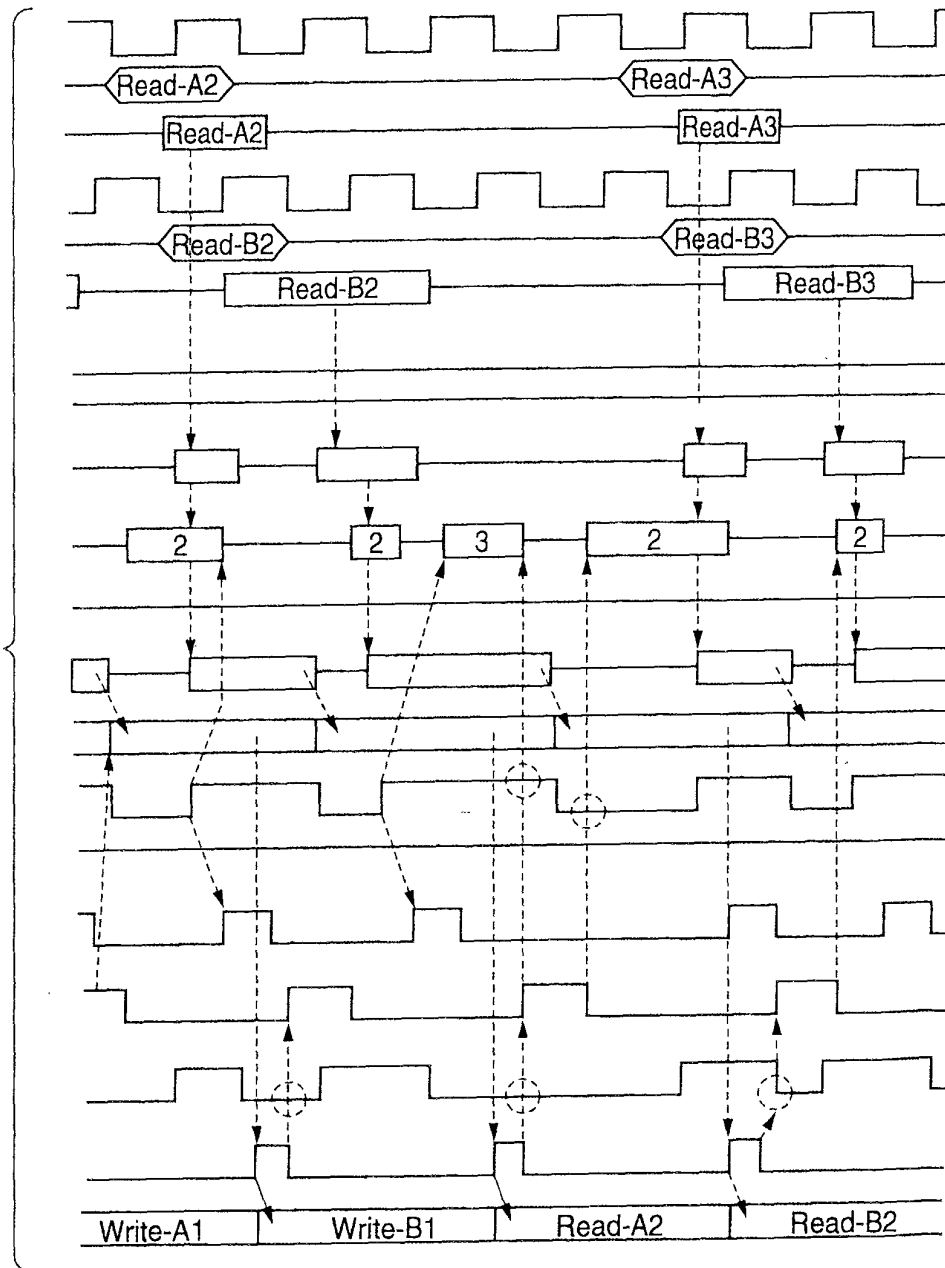 Read-A2 Read-A3
Read-A2 Read-A3
Read-B2 Read-B3
Read-B2 Read-B3
2 2 3 2 2
Write-A1 Write-B1 Read-A2 Read-B2